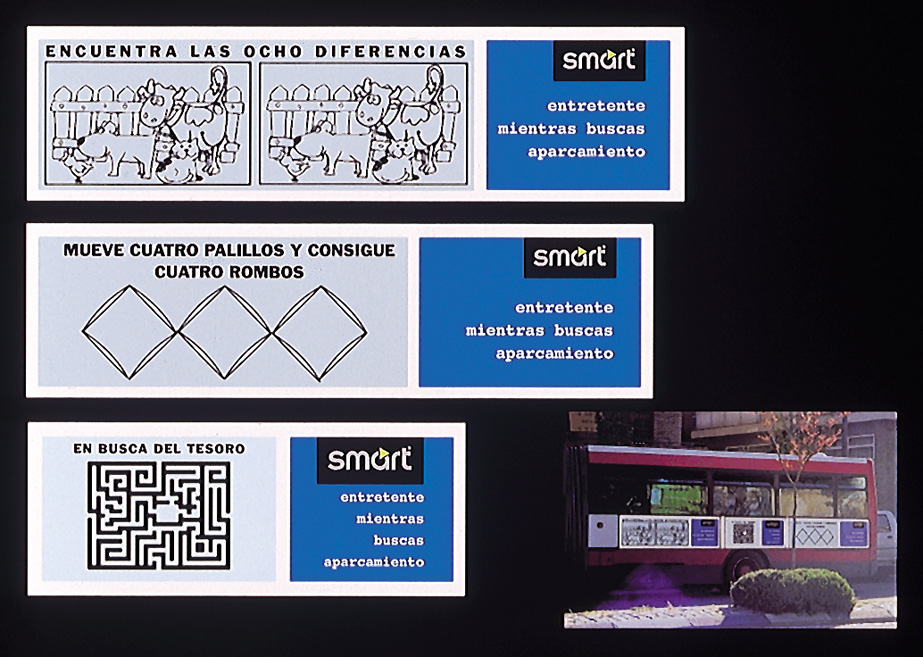 ENCUENTRA LAS OCHO DIFERENCIAS
smart
entretente
mientras buscas
aparcamiento
MUEVE CUATRO PALILLOS Y CONSIGUE
CUATRO ROMBOS
smart
entretente
mientras buscas
aparcamiento
EN BUSCA DEL TESORO
smart
entretente
mientras
buscas
aparcamiento